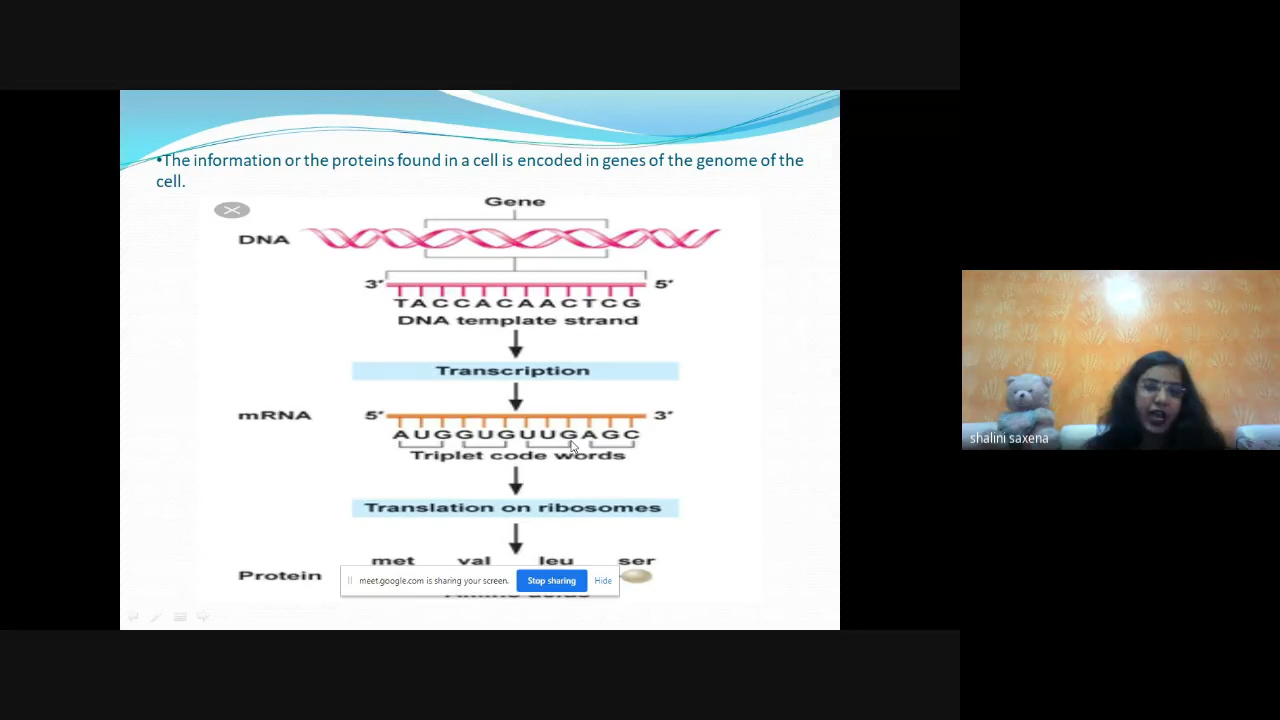 •The information or the proteins found in a cell is encoded in genes of the genome of the
cell.
Gene
DNA
3′ 5′
TACCACAACTCG
DNA template strand
Transcription
mRNA 5′ 3′
AUGGUGUUGAGC
Triplet code words
Translation on ribosomes
met val leu ser
Protein
meet.google.com is sharing your screen. Stop sharing Hide
shalini saxena